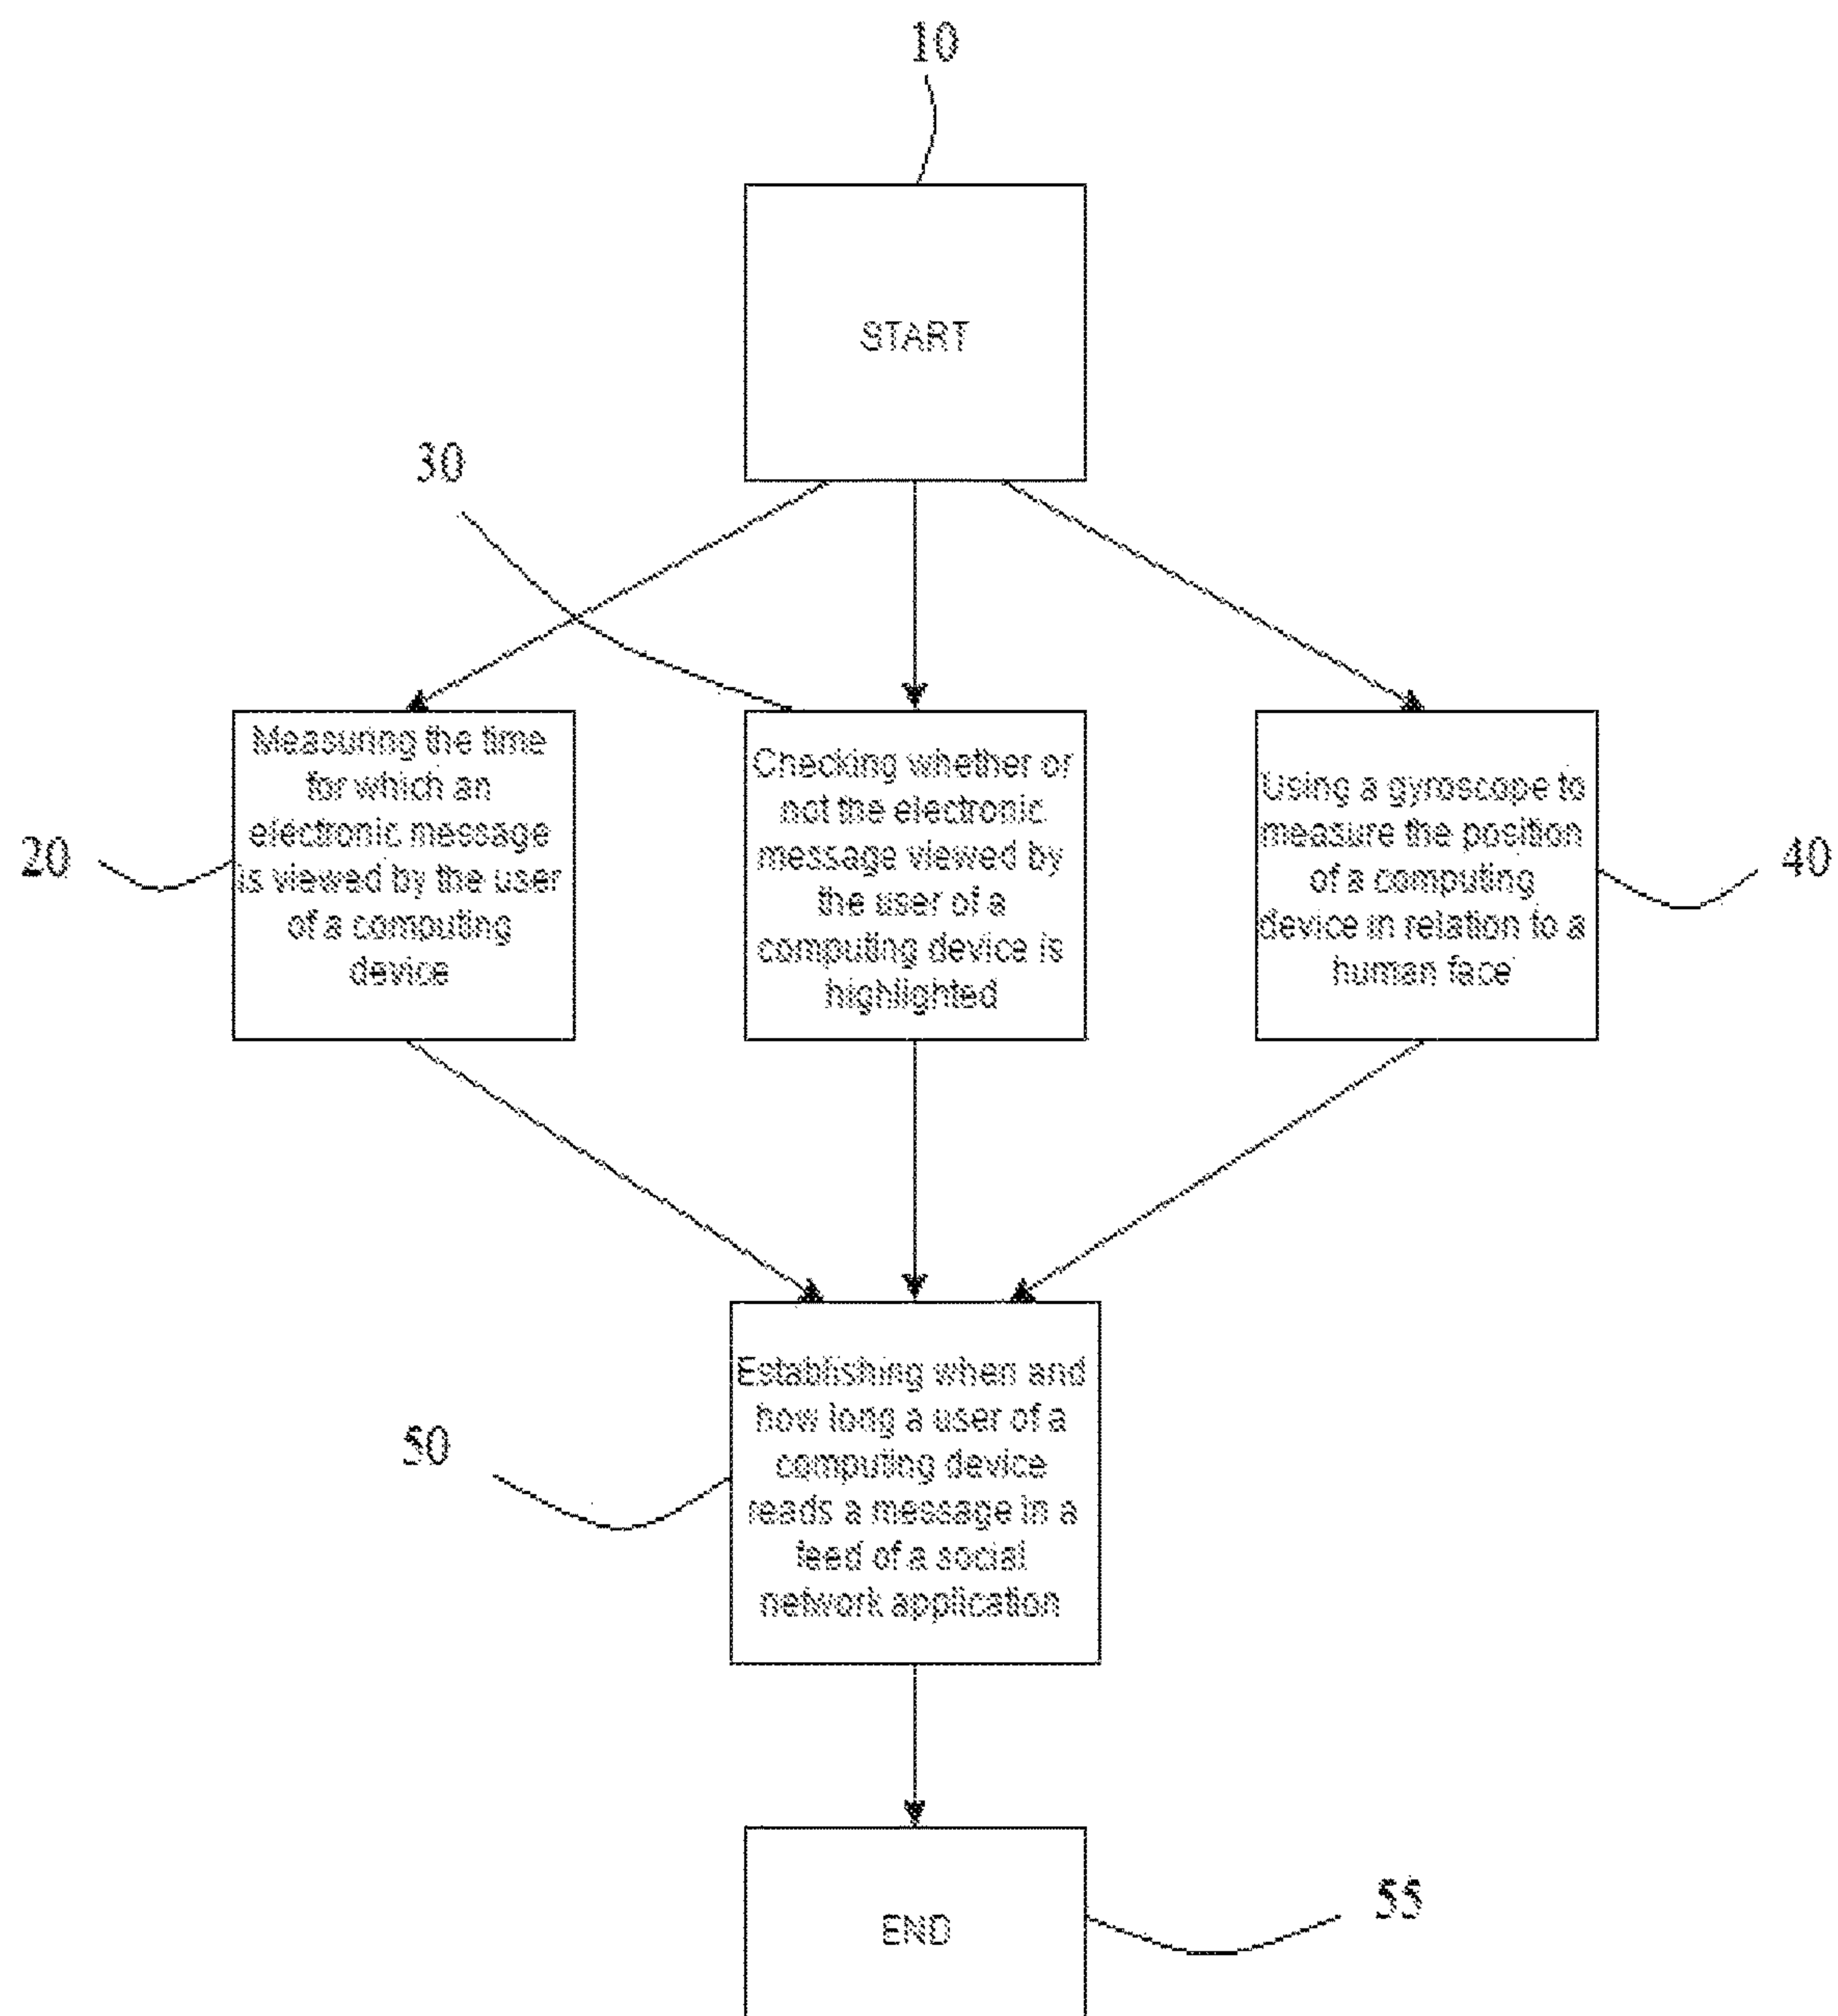 10
START
30
Measuring the time
for which an
electronic message
is viewed by the user
of a computing
device
20
Checking whether or
not the electronic
message viewed by
the user of a
computing device is
highlighted
Using a gyroscope to
measure the position
of a computing
device in relation to a
human face
40
Establishing when and
how long a user of a
computing device
reads a message in a
feed of a social
network application
50
END
55